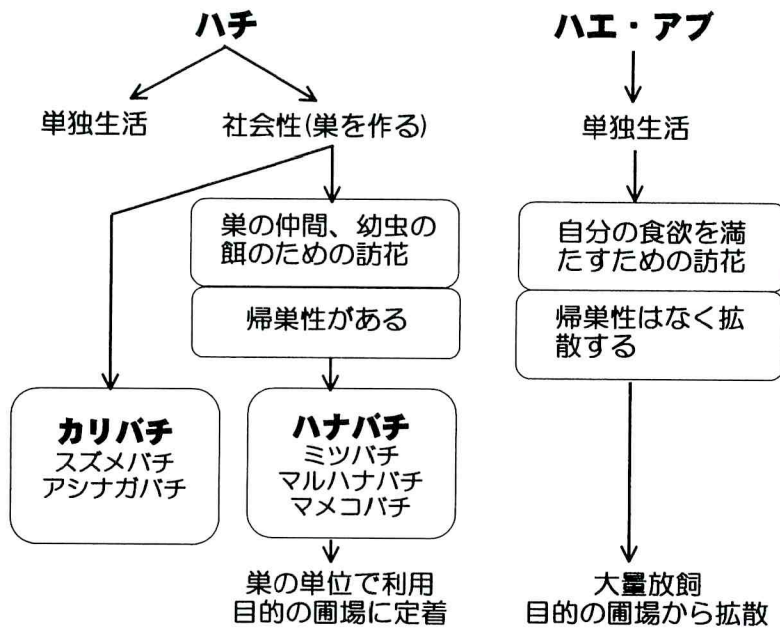 ハチ
単独生活
社会性(巣を作る)
巣の仲間、幼虫の
餌のための訪花
帰巣性がある
カリバチ
スズメバチ
アシナガバチ
ハナバチ
ミツバチ
マルハナバチ
マメコバチ
巣の単位で利用
目的の圃場に定着
ハエ・アブ
単独生活
自分の食欲を満
たすための訪花
帰巣性はなく拡
散する
大量放飼
目的の圃場から拡散